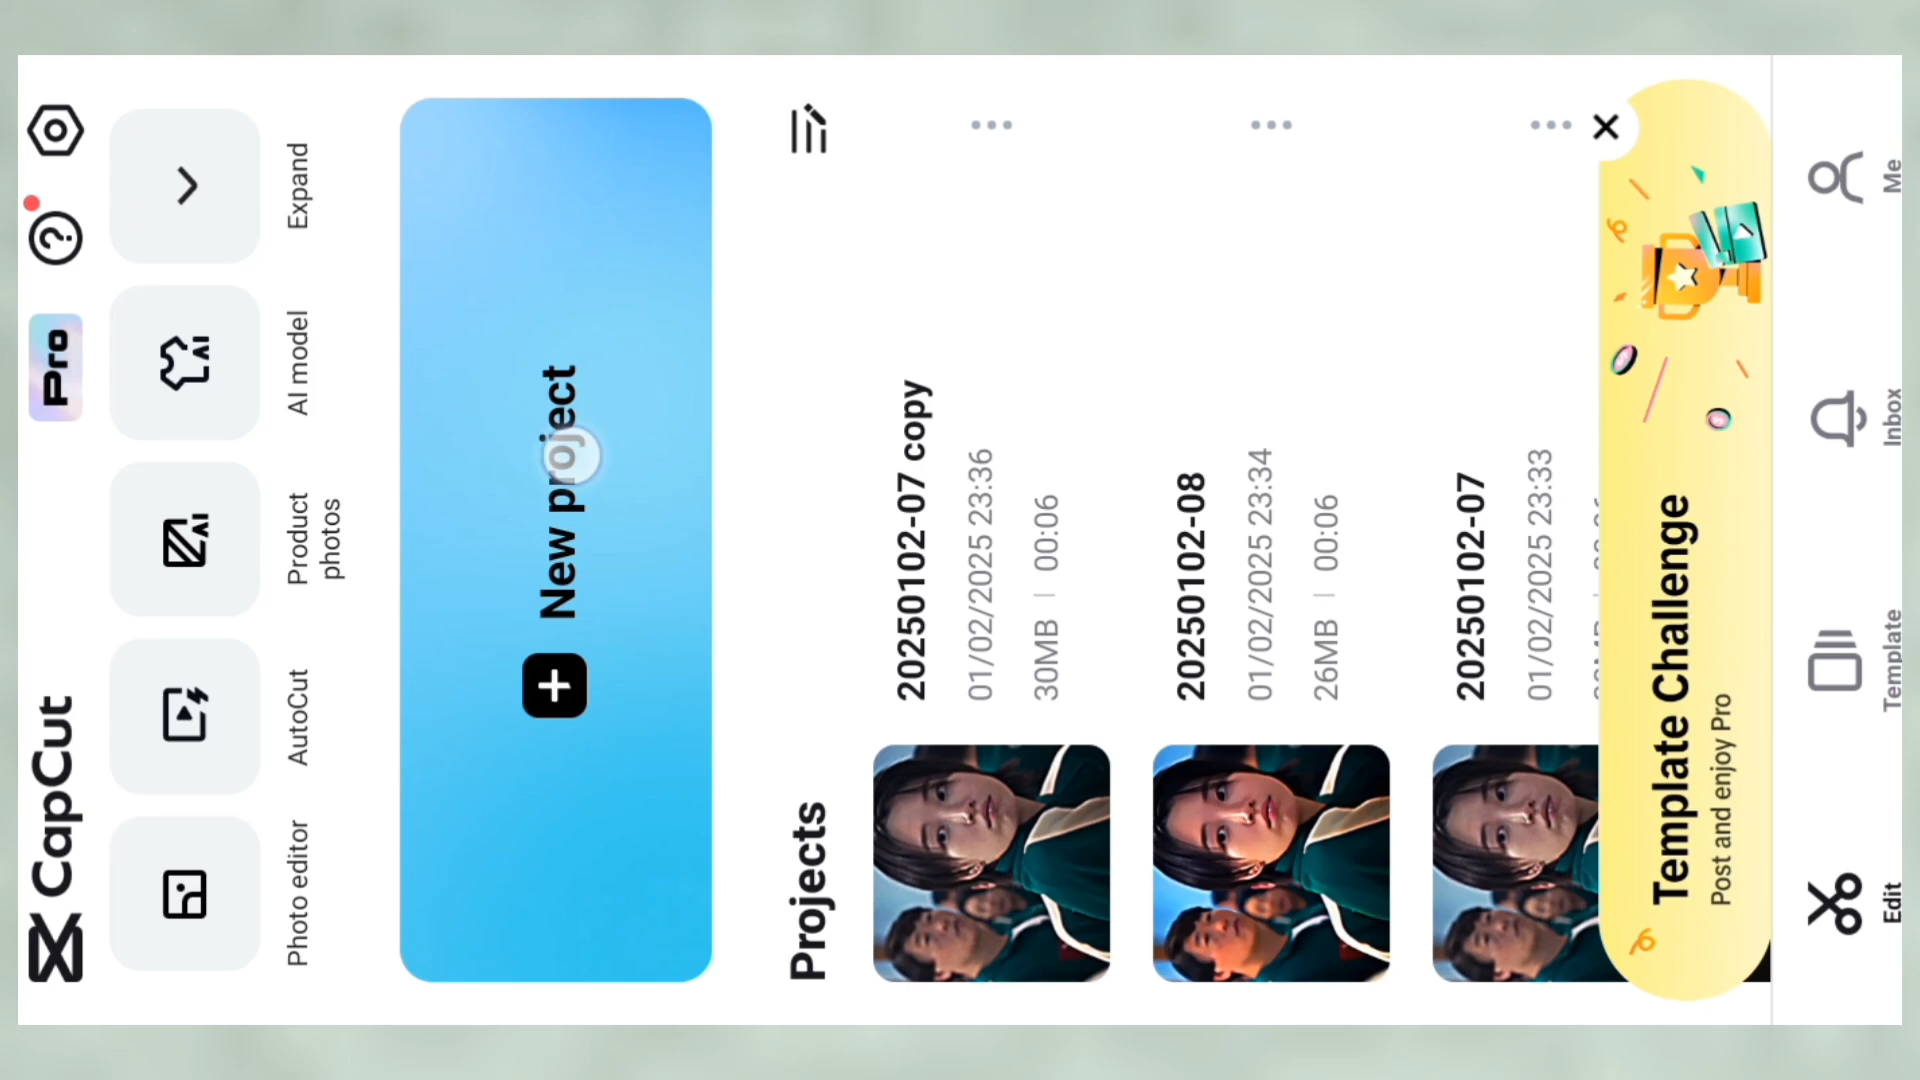 CapCut
Pro
Photo editor
AutoCut
Product
photos
AI model
Expand
New project
Projects
20250102-07 copy
01/02/2025 23:36
30MB | 00:06
20250102-08
01/02/2025 23:34
26MB | 00:06
20250102-07
01/02/2025 23:33
Template Challenge
Post and enjoy Pro
Edit
Template
Inbox
Me